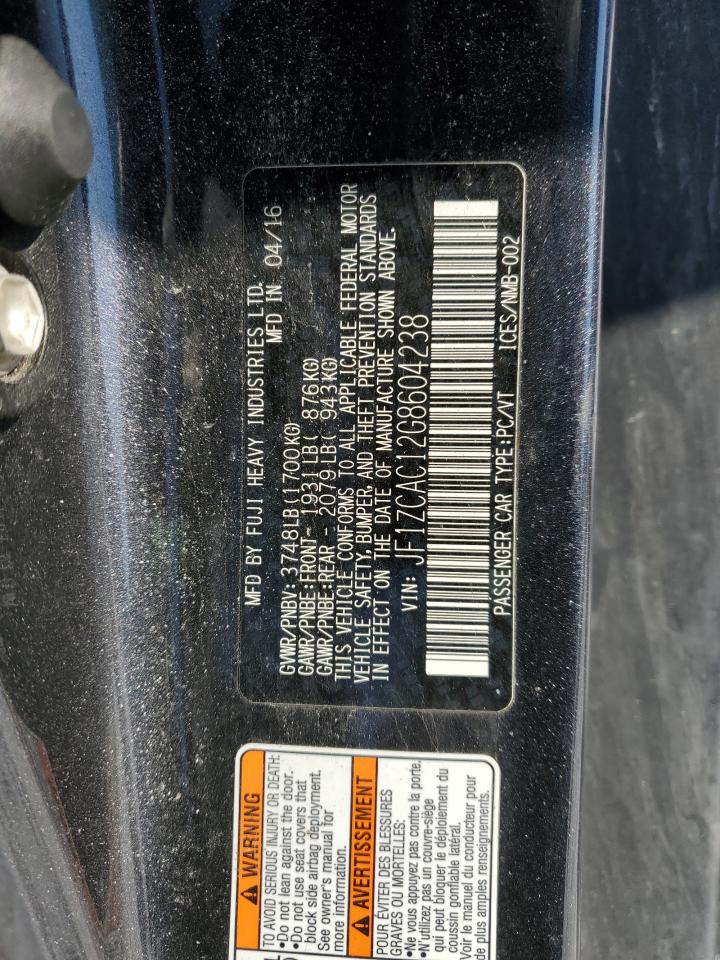 MFD BY FUJI HEAVY INDUSTRIES LTD.
MFD IN 04/16
GVWR/PNBV: 3748LB(1700KG)
GAWR/PNBE:FRONT- 1931LB( 876KG)
GAWR/PNBE:REAR - 2079LB( 943KG)
THIS VEHICLE CONFORMS TO ALL APPLICABLE FEDERAL MOTOR
VEHICLE SAFETY, BUMPER, AND THEFT PREVENTION STANDARDS
IN EFFECT ON THE DATE OF MANUFACTURE SHOWN ABOVE.
VIN: JF1ZCAC12G8604238
PASSENGER CAR TYPE:PC/VT ICES/NMB-002
WARNING
TO AVOID SERIOUS INJURY OR DEATH:
•Do not lean against the door.
•Do not use seat covers that
block side airbag deployment.
See owner's manual for
more information.
AVERTISSEMENT
POUR ÉVITER DES BLESSURES
GRAVES OU MORTELLES:
•Ne vous appuyez pas contre la porte.
•N'utilisez pas un couvre-siège
qui peut bloquer le déploiement du
coussin gonflable latéral.
Voir le manuel du conducteur pour
de plus amples renseignements.